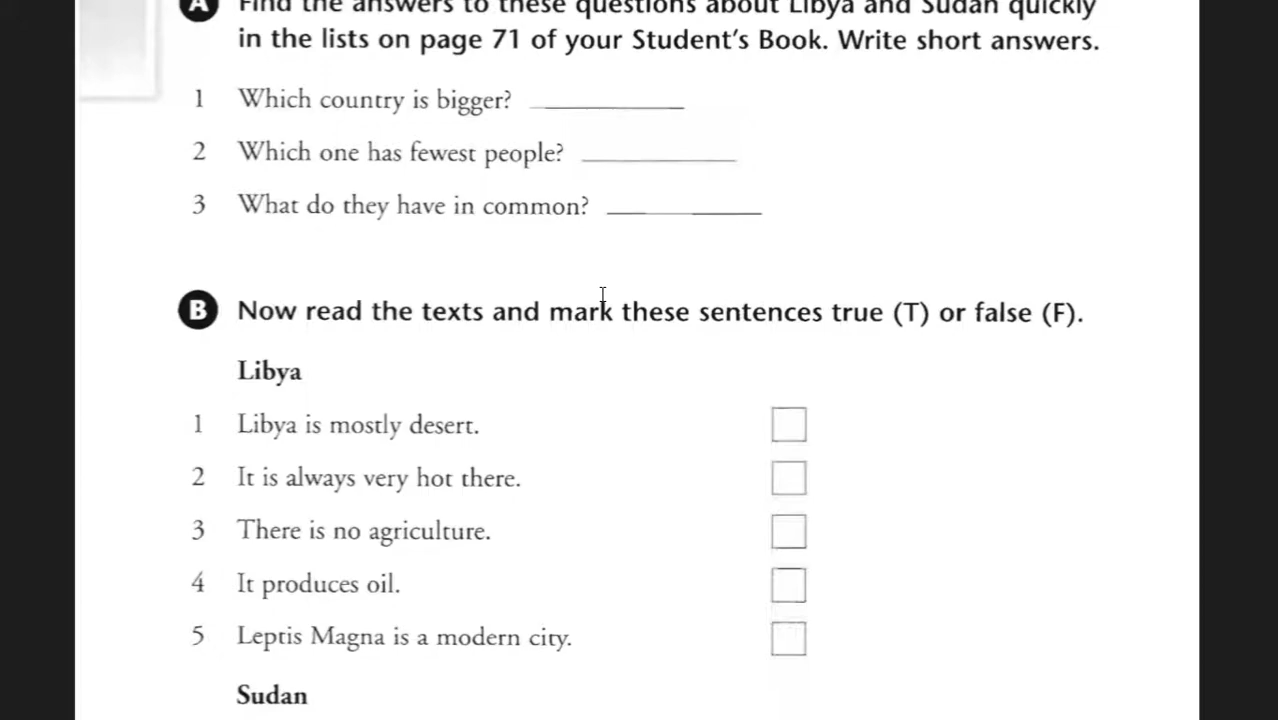 A Find the answers to these questions about Libya and Sudan quickly
in the lists on page 71 of your Student's Book. Write short answers.
1 Which country is bigger?
2 Which one has fewest people?
3 What do they have in common?
B Now read the texts and mark these sentences true (T) or false (F).
Libya
1 Libya is mostly desert.
2 It is always very hot there.
3 There is no agriculture.
4 It produces oil.
5 Leptis Magna is a modern city.
Sudan